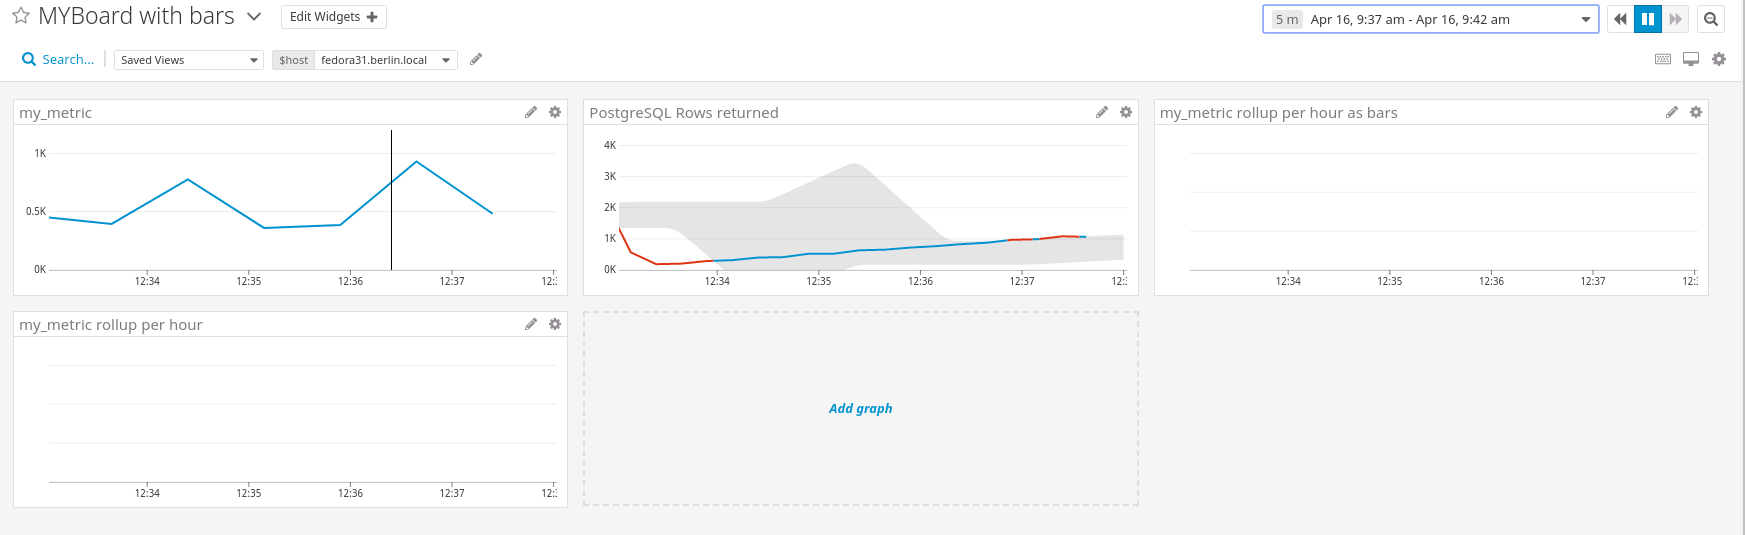 MYBoard with bars
Edit Widgets
5 m Apr 16, 9:37 am - Apr 16, 9:42 am
Search...
Saved Views
$host fedora31.berlin.local
my_metric
1K
0.5K
0K
12:34 12:35 12:36 12:37
PostgreSQL Rows returned
4K
3K
2K
1K
0K
12:34 12:35 12:36 12:37
my_metric rollup per hour as bars
12:34 12:35 12:36 12:37
my_metric rollup per hour
12:34 12:35 12:36 12:37
Add graph